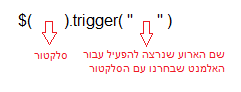 $(      ).trigger( "      " )
סלקטור
שם הארוע שנרצה להפעיל עבור
האלמנט שבחרנו עם הסלקטור